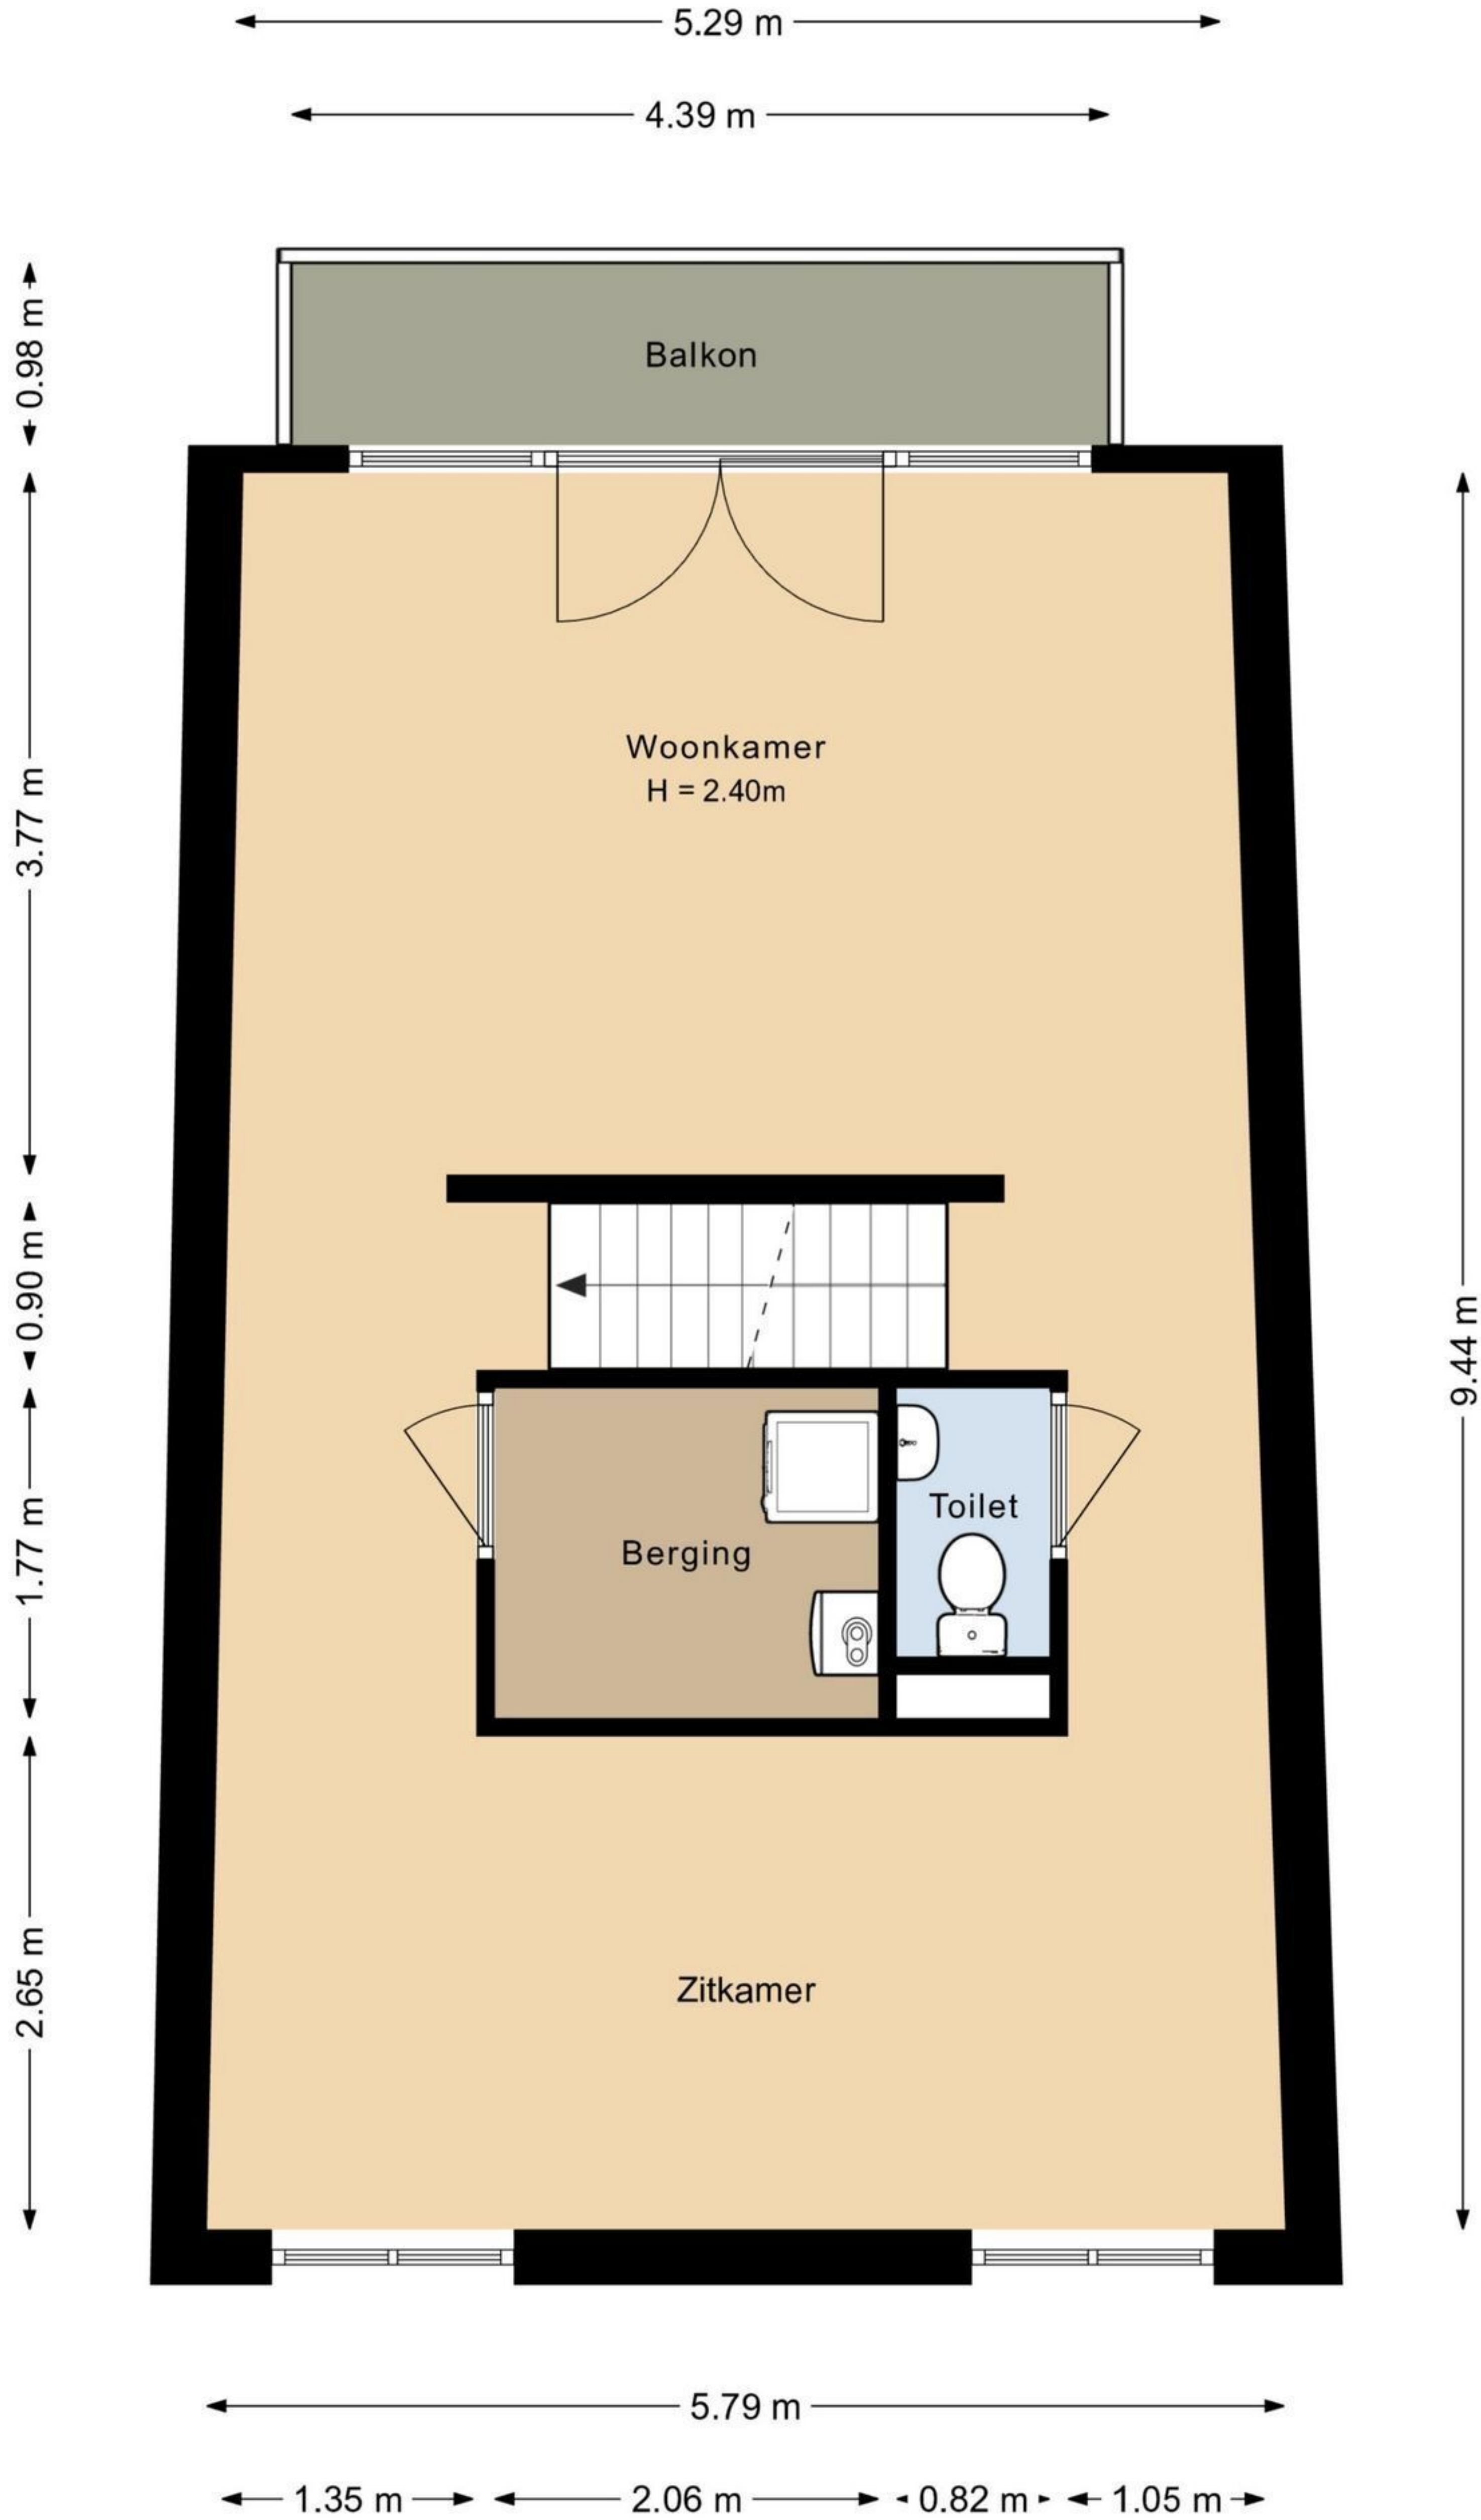 5.29 m
4.39 m
0.98 m
Balkon
3.77 m
Woonkamer
H = 2.40m
0.90 m
9.44 m
1.77 m
Toilet
Berging
2.65 m
Zitkamer
5.79 m
1.35 m
2.06 m
0.82 m
1.05 m